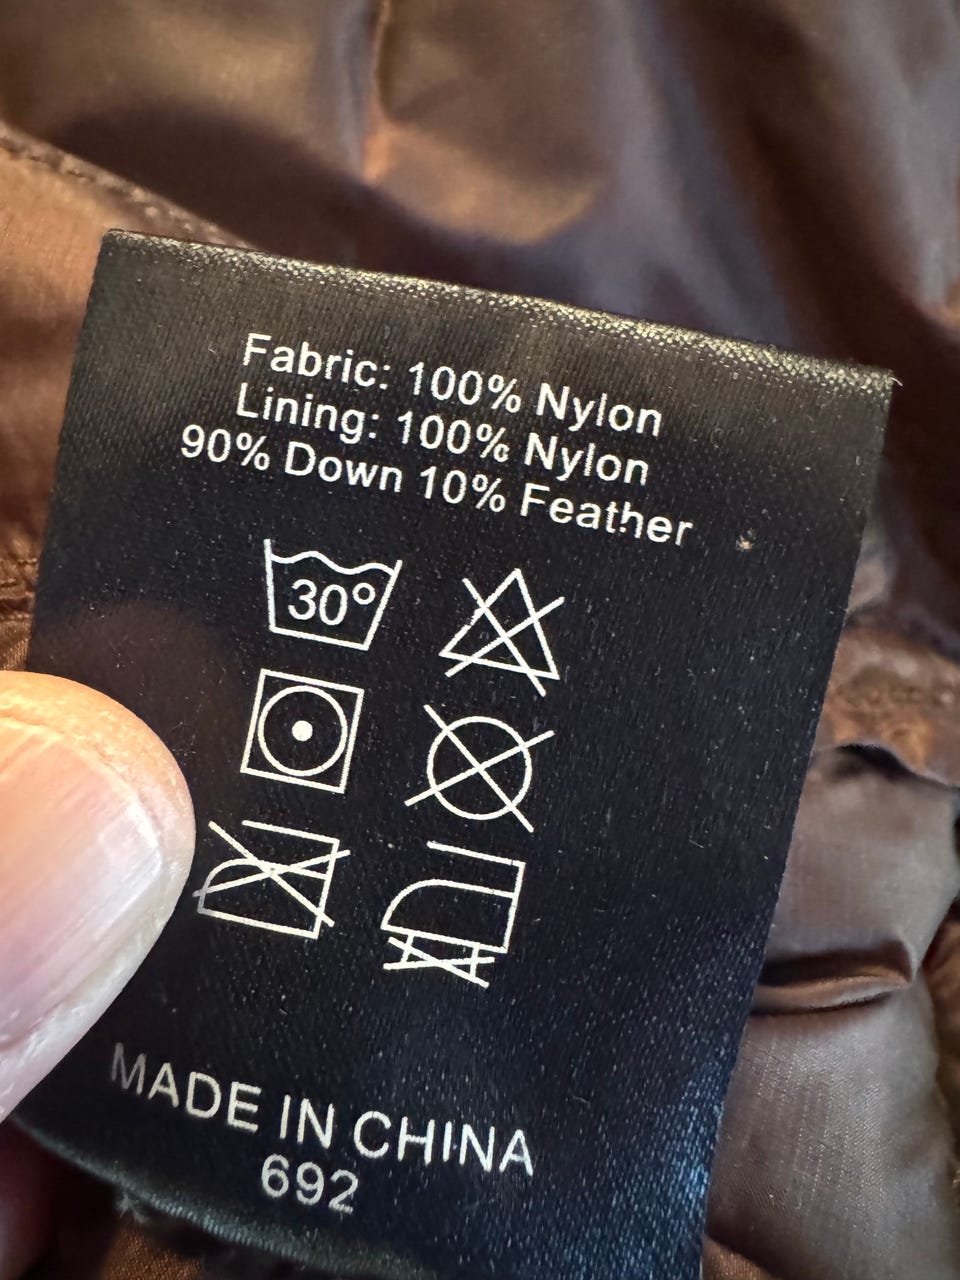 Fabric: 100% Nylon
Lining: 100% Nylon
90% Down 10% Feather
30°
MADE IN CHINA
692